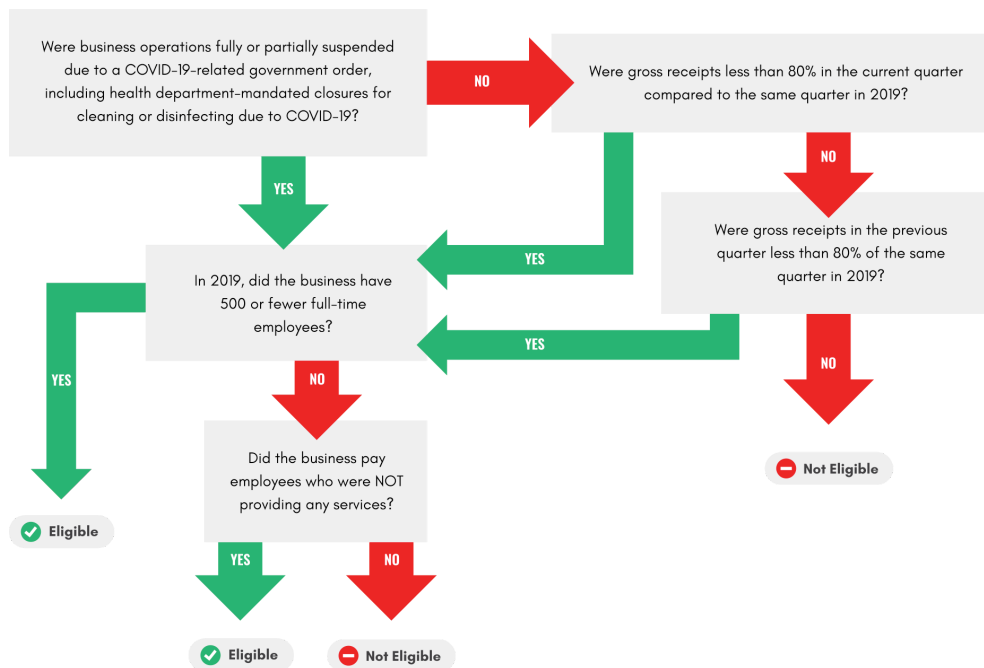 Were business operations fully or partially suspended
due to a COVID-19-related government order,
including health department-mandated closures for
cleaning or disinfecting due to COVID-19?
NO
Were gross receipts less than 80% in the current quarter
compared to the same quarter in 2019?
YES
NO
Were gross receipts in the previous
quarter less than 80% of the same
quarter in 2019?
YES
In 2019, did the business have
500 or fewer full-time
employees?
YES
NO
YES
NO
Did the business pay
employees who were NOT
providing any services?
Not Eligible
Eligible
YES
NO
Eligible
Not Eligible